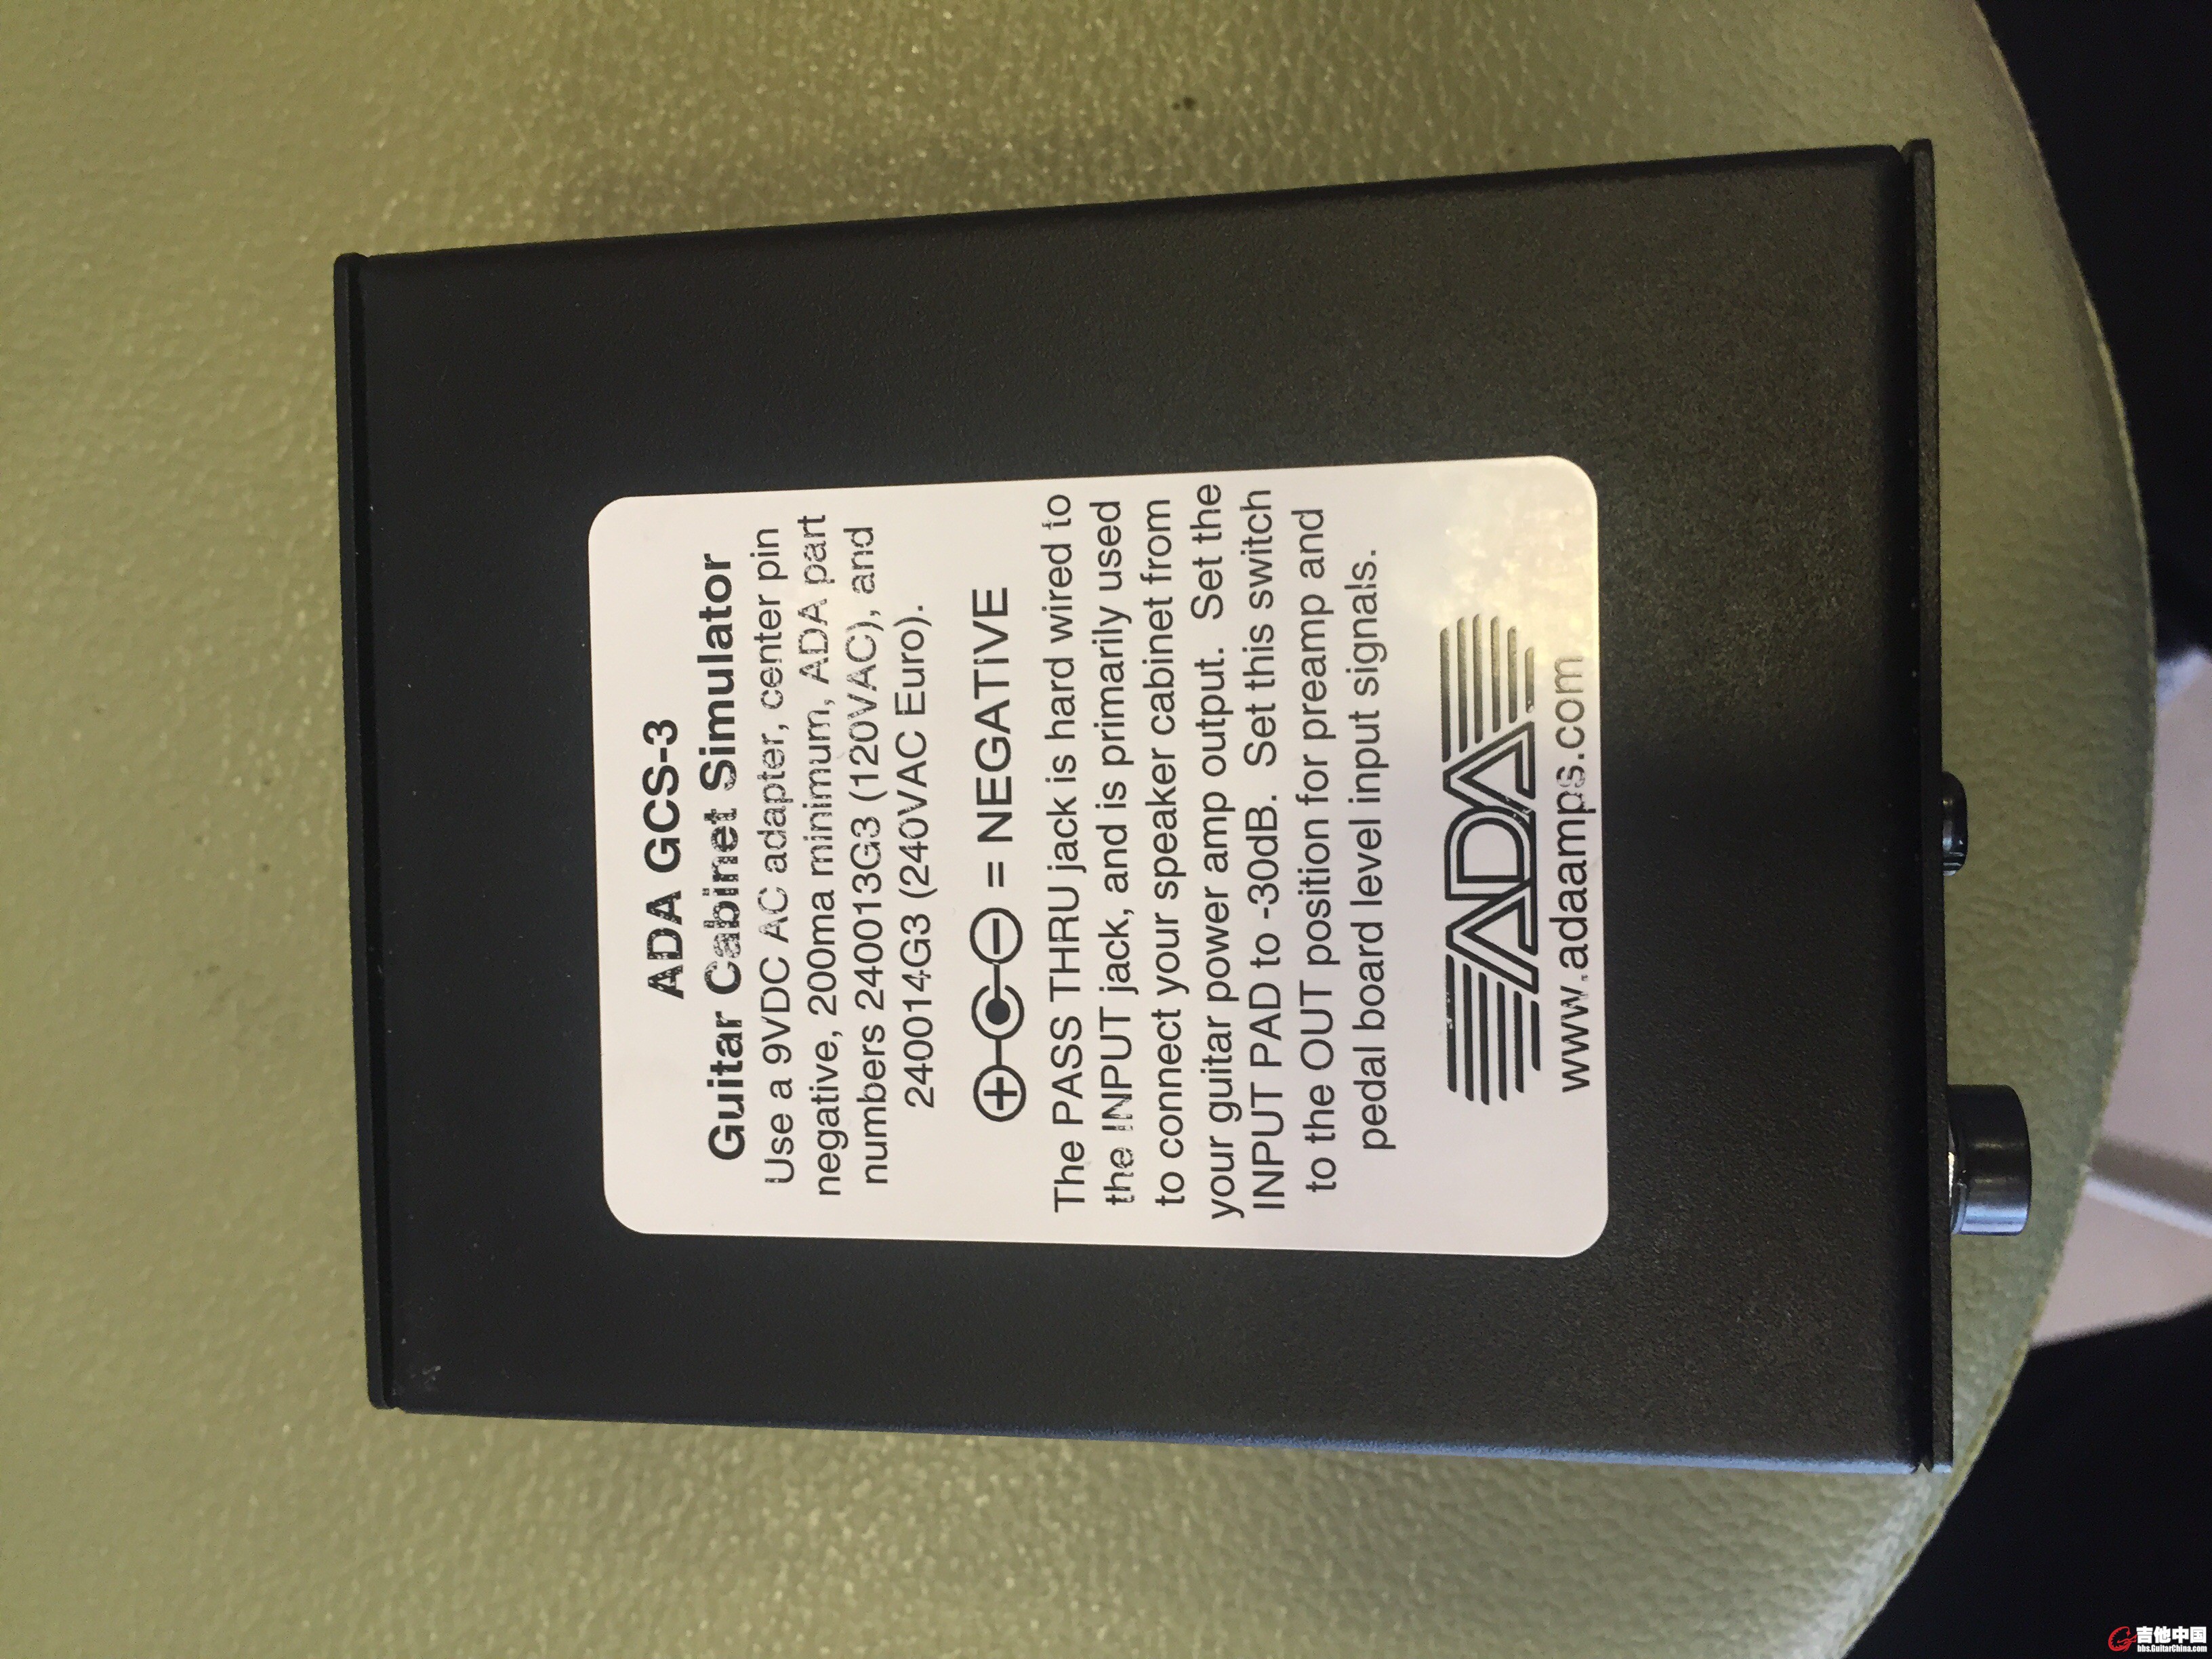 ADA GCS-3
Guitar Cabinet Simulator
Use a 9VDC AC adapter, center pin
negative, 200ma minimum, ADA part
numbers 240013G3 (120VAC), and
240014G3 (240VAC Euro).
= NEGATIVE
The PASS THRU jack is hard wired to
the INPUT jack, and is primarily used
to connect your speaker cabinet from
your guitar power amp output. Set the
INPUT PAD to -30dB. Set this switch
to the OUT position for preamp and
pedal board level input signals.
ADA
www.adaamps.com
吉他中国
bbs.GuitarChina.com